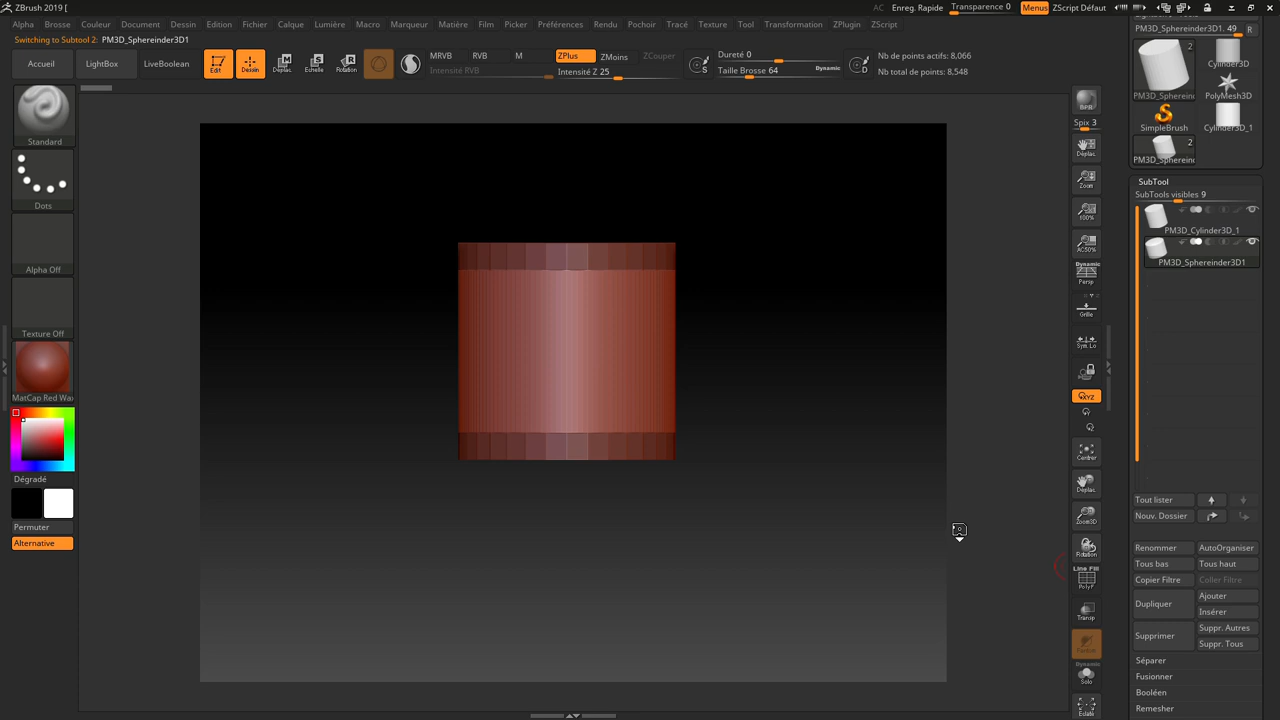 ZBrush 2019 [
AC Enreg. Rapide Transparence 0 Menus ZScript Défaut
Alpha Brosse Calque Couleur Document Dessin Edition Fichier Calque Lumière Macro Marqueur Matière Film Picker Préférences Rendu Pochoir Tracé Texture Tool Transformation ZPlugin ZScript
Switching to Subtool 2: PM3D_Sphereinder3D1
Accueil LightBox LiveBoolean Edit Dessin Deplac. Echelle Rotation
MRVB RVB M ZPlus ZMoins ZCouper
Intensité RVB Intensité Z 25
Dureté 0
Taille Brosse 64 Dynamic
S
D
Nb de points actifs: 8,066
Nb total de points: 8,548
Standard
Dots
Alpha Off
Texture Off
MatCap Red Wax
Dégradé
Permuter
Alternative
BPR
Spix 3
Déplac.
Zoom
100%
AC50%
Dynamic
Persp
Grille
Sym.Lo
XYZ
Centrer
Déplac.
Zoom3D
Rotation
Line Fill
PolyF
Transp
Dynamic
Solo
Eclaté
PM3D_Sphereinder3D1. 49 R
2
PM3D_Sphereind
Cylinder3D
PolyMesh3D
SimpleBrush
Cylinder3D_1
2
PM3D_Sphereind
SubTool
SubTools visibles 9
PM3D_Cylinder3D_1
PM3D_Sphereinder3D1
Tout lister
Nouv. Dossier
Renommer AutoOrganiser
Tous bas Tous haut
Copier Filtre Coller Filtre
Dupliquer Ajouter
Insérer
Supprimer Suppr. Autres
Suppr. Tous
Séparer
Fusionner
Booléen
Remesher